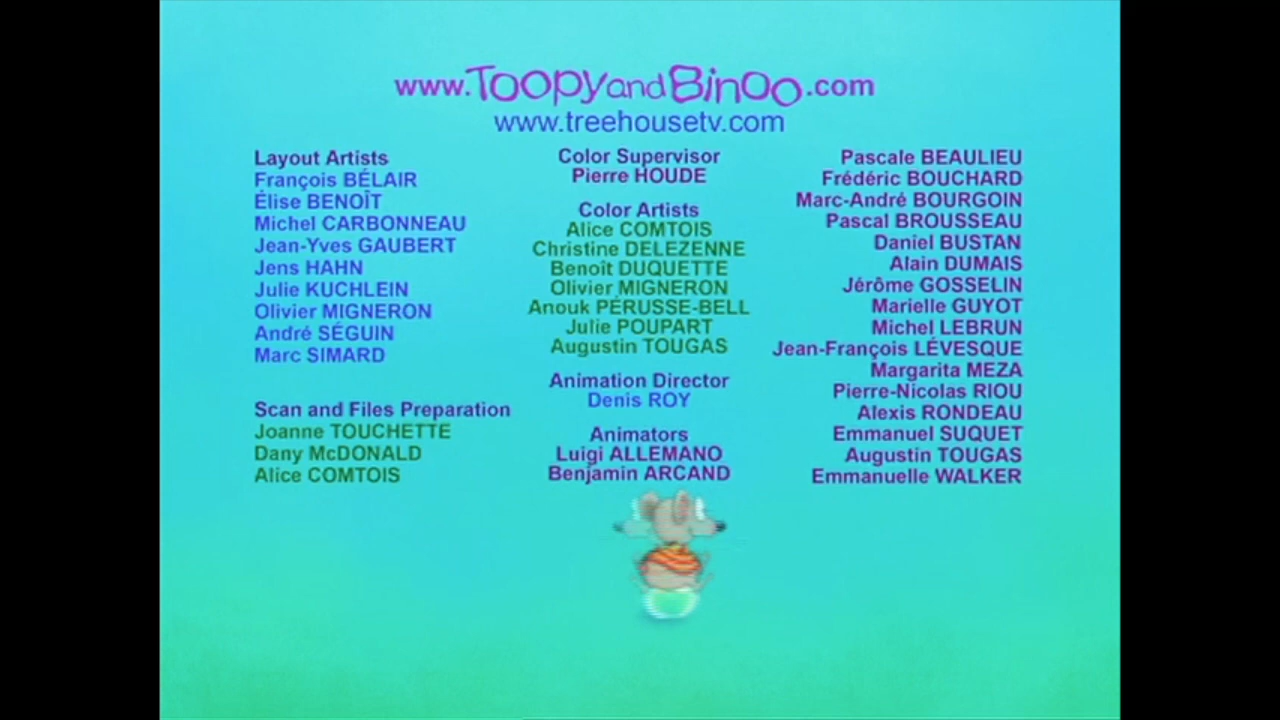 www.ToopyandBinoo.com
www.treehousetv.com
Layout Artists
François BÉLAIR
Élise BENOÎT
Michel CARBONNEAU
Jean-Yves GAUBERT
Jens HAHN
Julie KUCHLEIN
Olivier MIGNERON
André SÉGUIN
Marc SIMARD
Scan and Files Preparation
Joanne TOUCHETTE
Dany McDONALD
Alice COMTOIS
Color Supervisor
Pierre HOUDE
Color Artists
Alice COMTOIS
Christine DELEZENNE
Benoît DUQUETTE
Olivier MIGNERON
Anouk PÉRUSSE-BELL
Julie POUPART
Augustin TOUGAS
Animation Director
Denis ROY
Animators
Luigi ALLEMANO
Benjamin ARCAND
Pascale BEAULIEU
Frédéric BOUCHARD
Marc-André BOURGOIN
Pascal BROUSSEAU
Daniel BUSTAN
Alain DUMAIS
Jérôme GOSSELIN
Marielle GUYOT
Michel LEBRUN
Jean-François LÉVESQUE
Margarita MEZA
Pierre-Nicolas RIOU
Alexis RONDEAU
Emmanuel SUQUET
Augustin TOUGAS
Emmanuelle WALKER